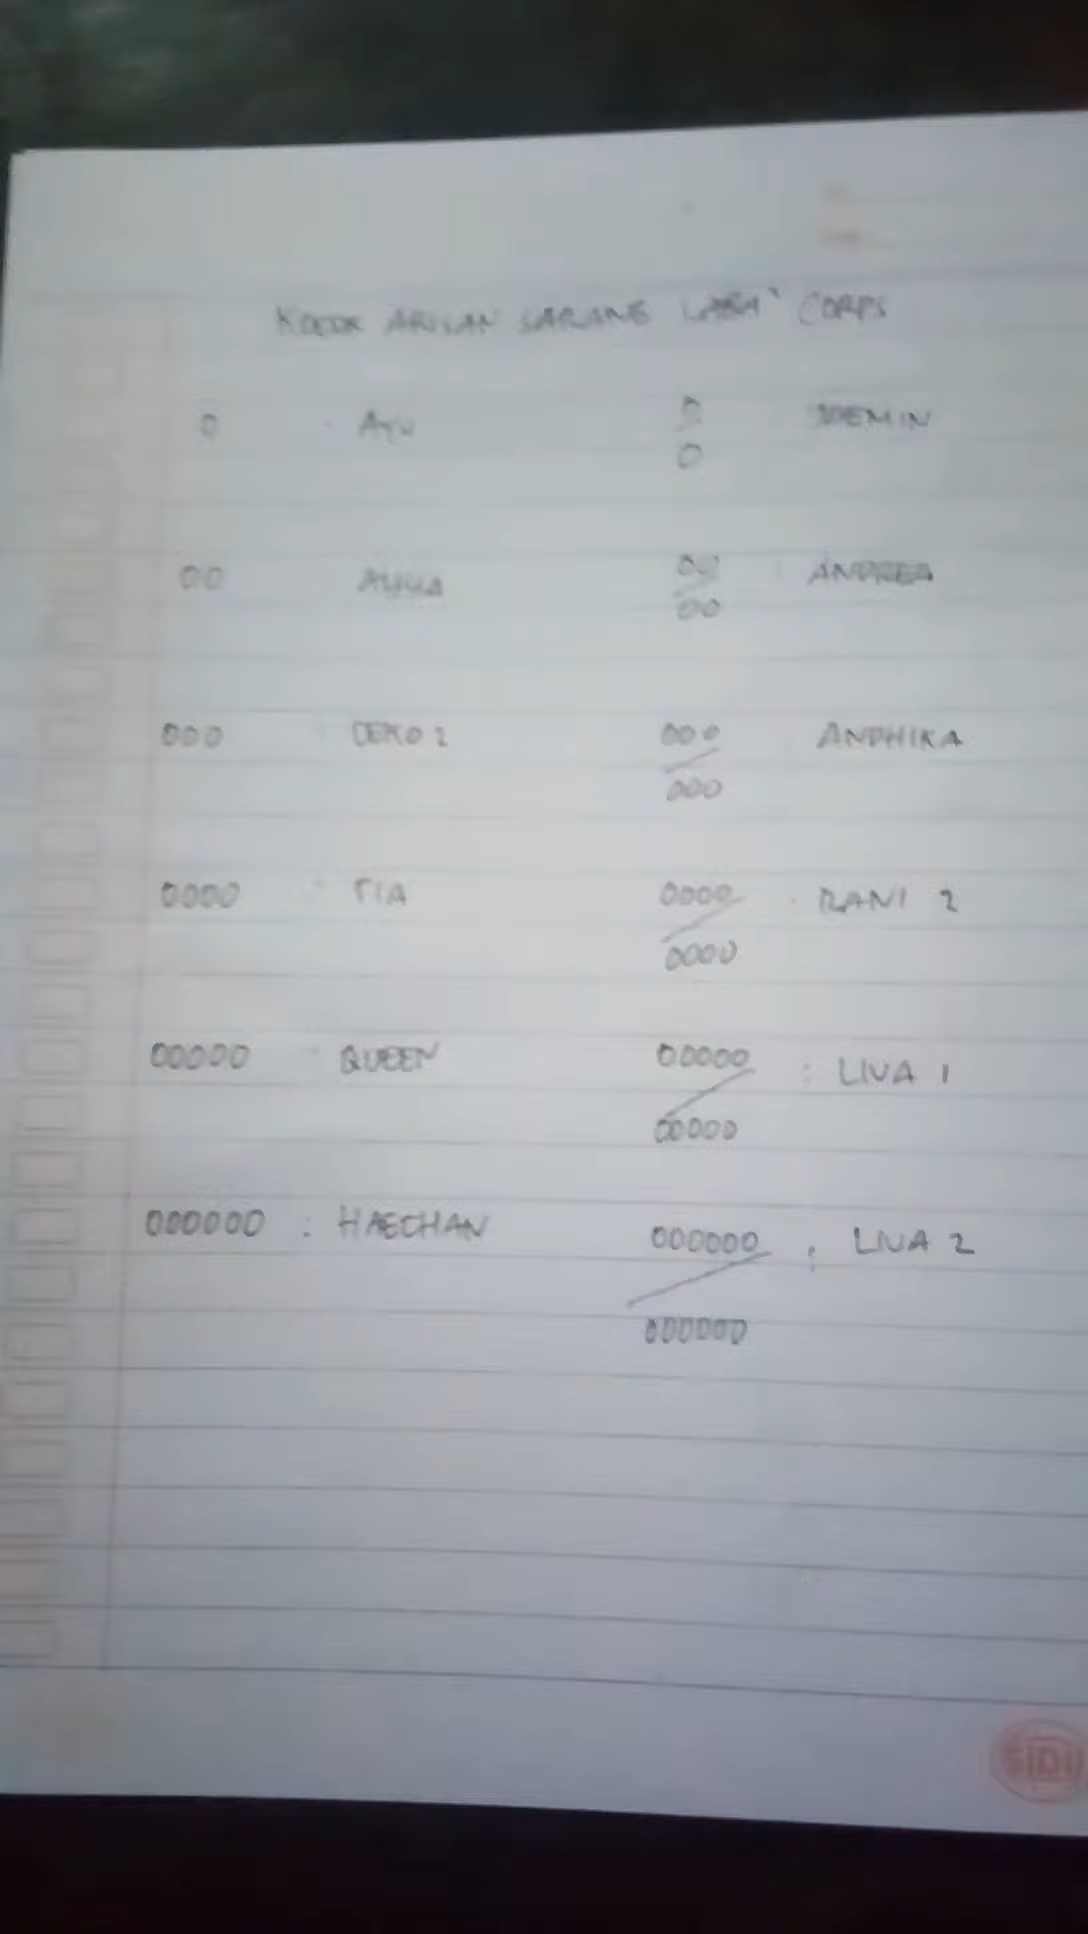 KOCOK ARISAN SARANG LABA" CORPS
0 : AYU
0/0 : JAEMIN
00 : AYYA
00/00 : ANDREA
000 : DEKO 2
000/000 : ANDHIKA
0000 : TIA
0000/0000 : RANI 2
00000 : QUEEN
00000/00000 : LIVA 1
000000 : HAECHAN
000000/000000 : LIVA 2
SIDU